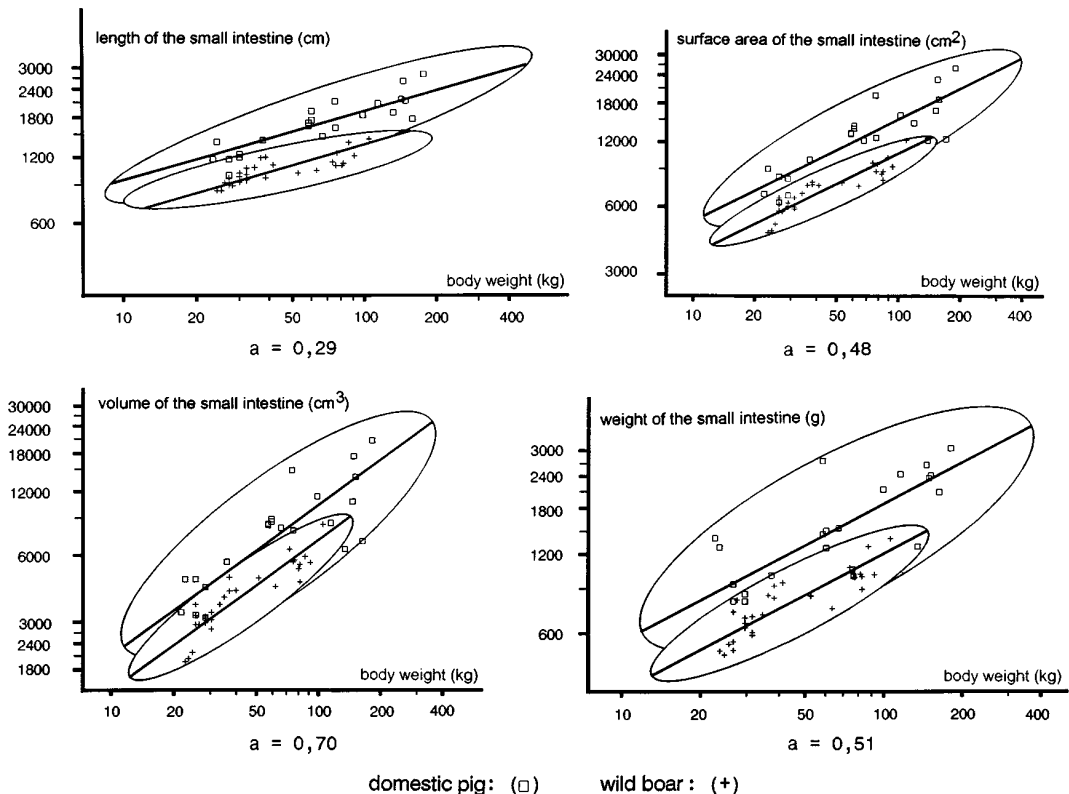 length of the small intestine (cm)
3000
2400
1800
1200
600
body weight (kg)
10 20 50 100 200 400
a = 0,29
surface area of the small intestine (cm2)
30000
24000
18000
12000
6000
3000
body weight (kg)
10 20 50 100 200 400
a = 0,48
volume of the small intestine (cm3)
30000
24000
18000
12000
6000
3000
2400
1800
body weight (kg)
10 20 50 100 200 400
a = 0,70
weight of the small intestine (g)
3000
2400
1800
1200
600
body weight (kg)
10 20 50 100 200 400
a = 0,51
domestic pig: (□) wild boar : (+)